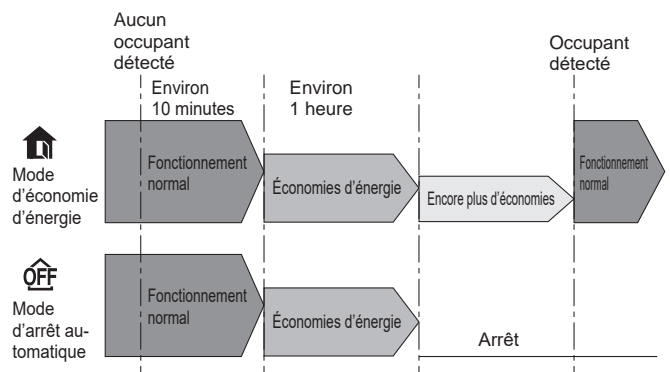 Aucun
occupant
détecté
Occupant
détecté
Environ
10 minutes
Environ
1 heure
Mode
d'économie
d'énergie
Fonctionnement
normal
Économies d'énergie
Encore plus d'économies
Fonctionnement
normal
OFF
Mode
d'arrêt au-
tomatique
Fonctionnement
normal
Économies d'énergie
Arrêt